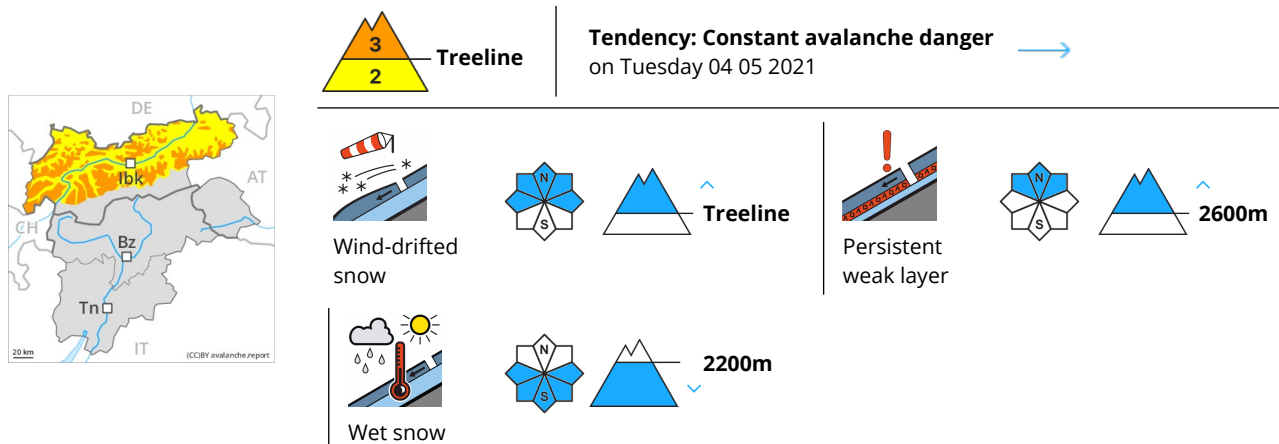 3
2
Treeline
Tendency: Constant avalanche danger
on Tuesday 04 05 2021
DE
AT
Ibk
CH
Bz
Tn
IT
20 km
(CC)BY avalanche.report
N
S
Treeline
Wind-drifted
snow
N
S
2600m
Persistent
weak layer
N
S
2200m
Wet snow